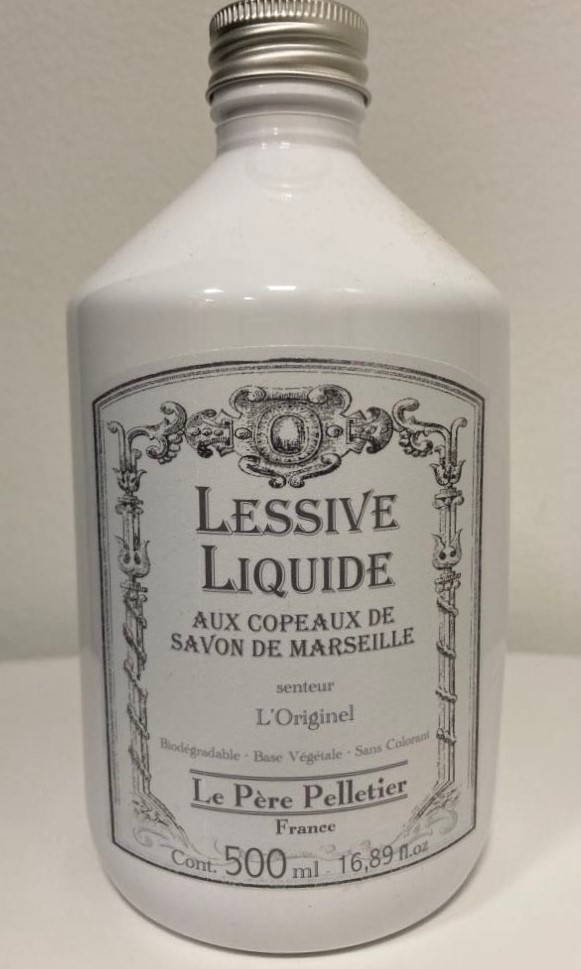 LESSIVE
LIQUIDE
AUX COPEAUX DE
SAVON DE MARSEILLE
senteur
L'Originel
Biodégradable · Base Végétale · Sans Colorant
Le Père Pelletier
France
Cont. 500 ml 16,89 fl.oz